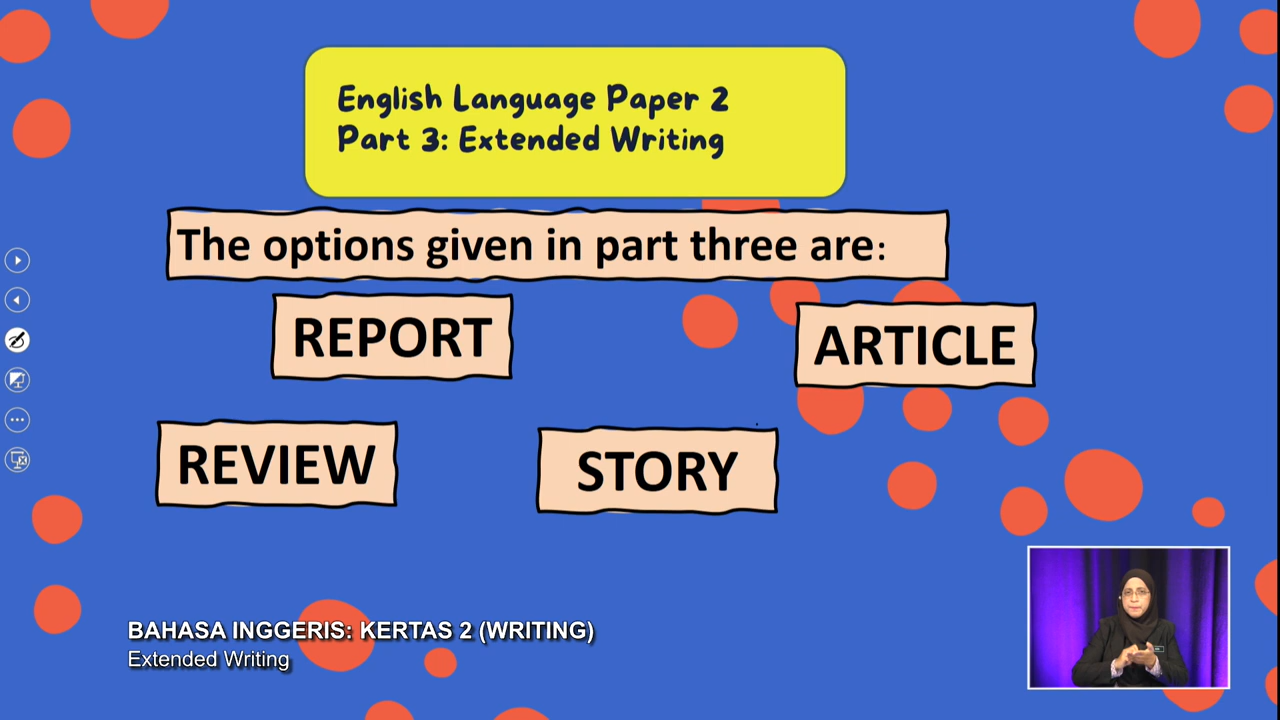 English Language Paper 2
Part 3: Extended Writing
The options given in part three are:
REPORT
ARTICLE
REVIEW
STORY
BAHASA INGGERIS: KERTAS 2 (WRITING)
Extended Writing